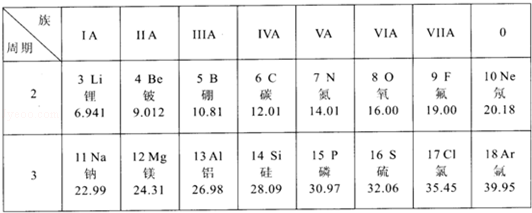 族
周期
IA IIA IIIA IVA VA VIA VIIA 0
2
3 Li 4 Be 5 B 6 C 7 N 8 O 9 F 10 Ne
锂 铍 硼 碳 氮 氧 氟 氖
6.941 9.012 10.81 12.01 14.01 16.00 19.00 20.18
3
11 Na 12 Mg 13 Al 14 Si 15 P 16 S 17 Cl 18 Ar
钠 镁 铝 硅 磷 硫 氯 氩
22.99 24.31 26.98 28.09 30.97 32.06 35.45 39.95